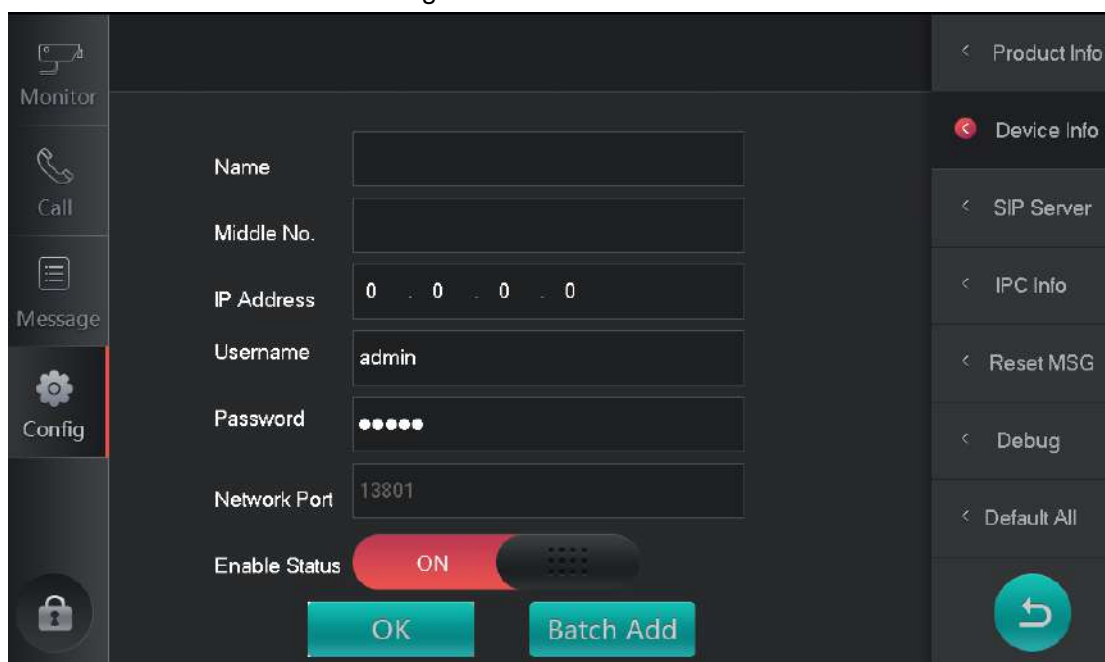 Monitor
Call
Message
Config
Name
Middle No.
IP Address 0 . 0 . 0 . 0
Username admin
Password ●●●●●
Network Port 13801
Enable Status ON
OK Batch Add
< Product Info
Device Info
< SIP Server
< IPC Info
< Reset MSG
< Debug
< Default All